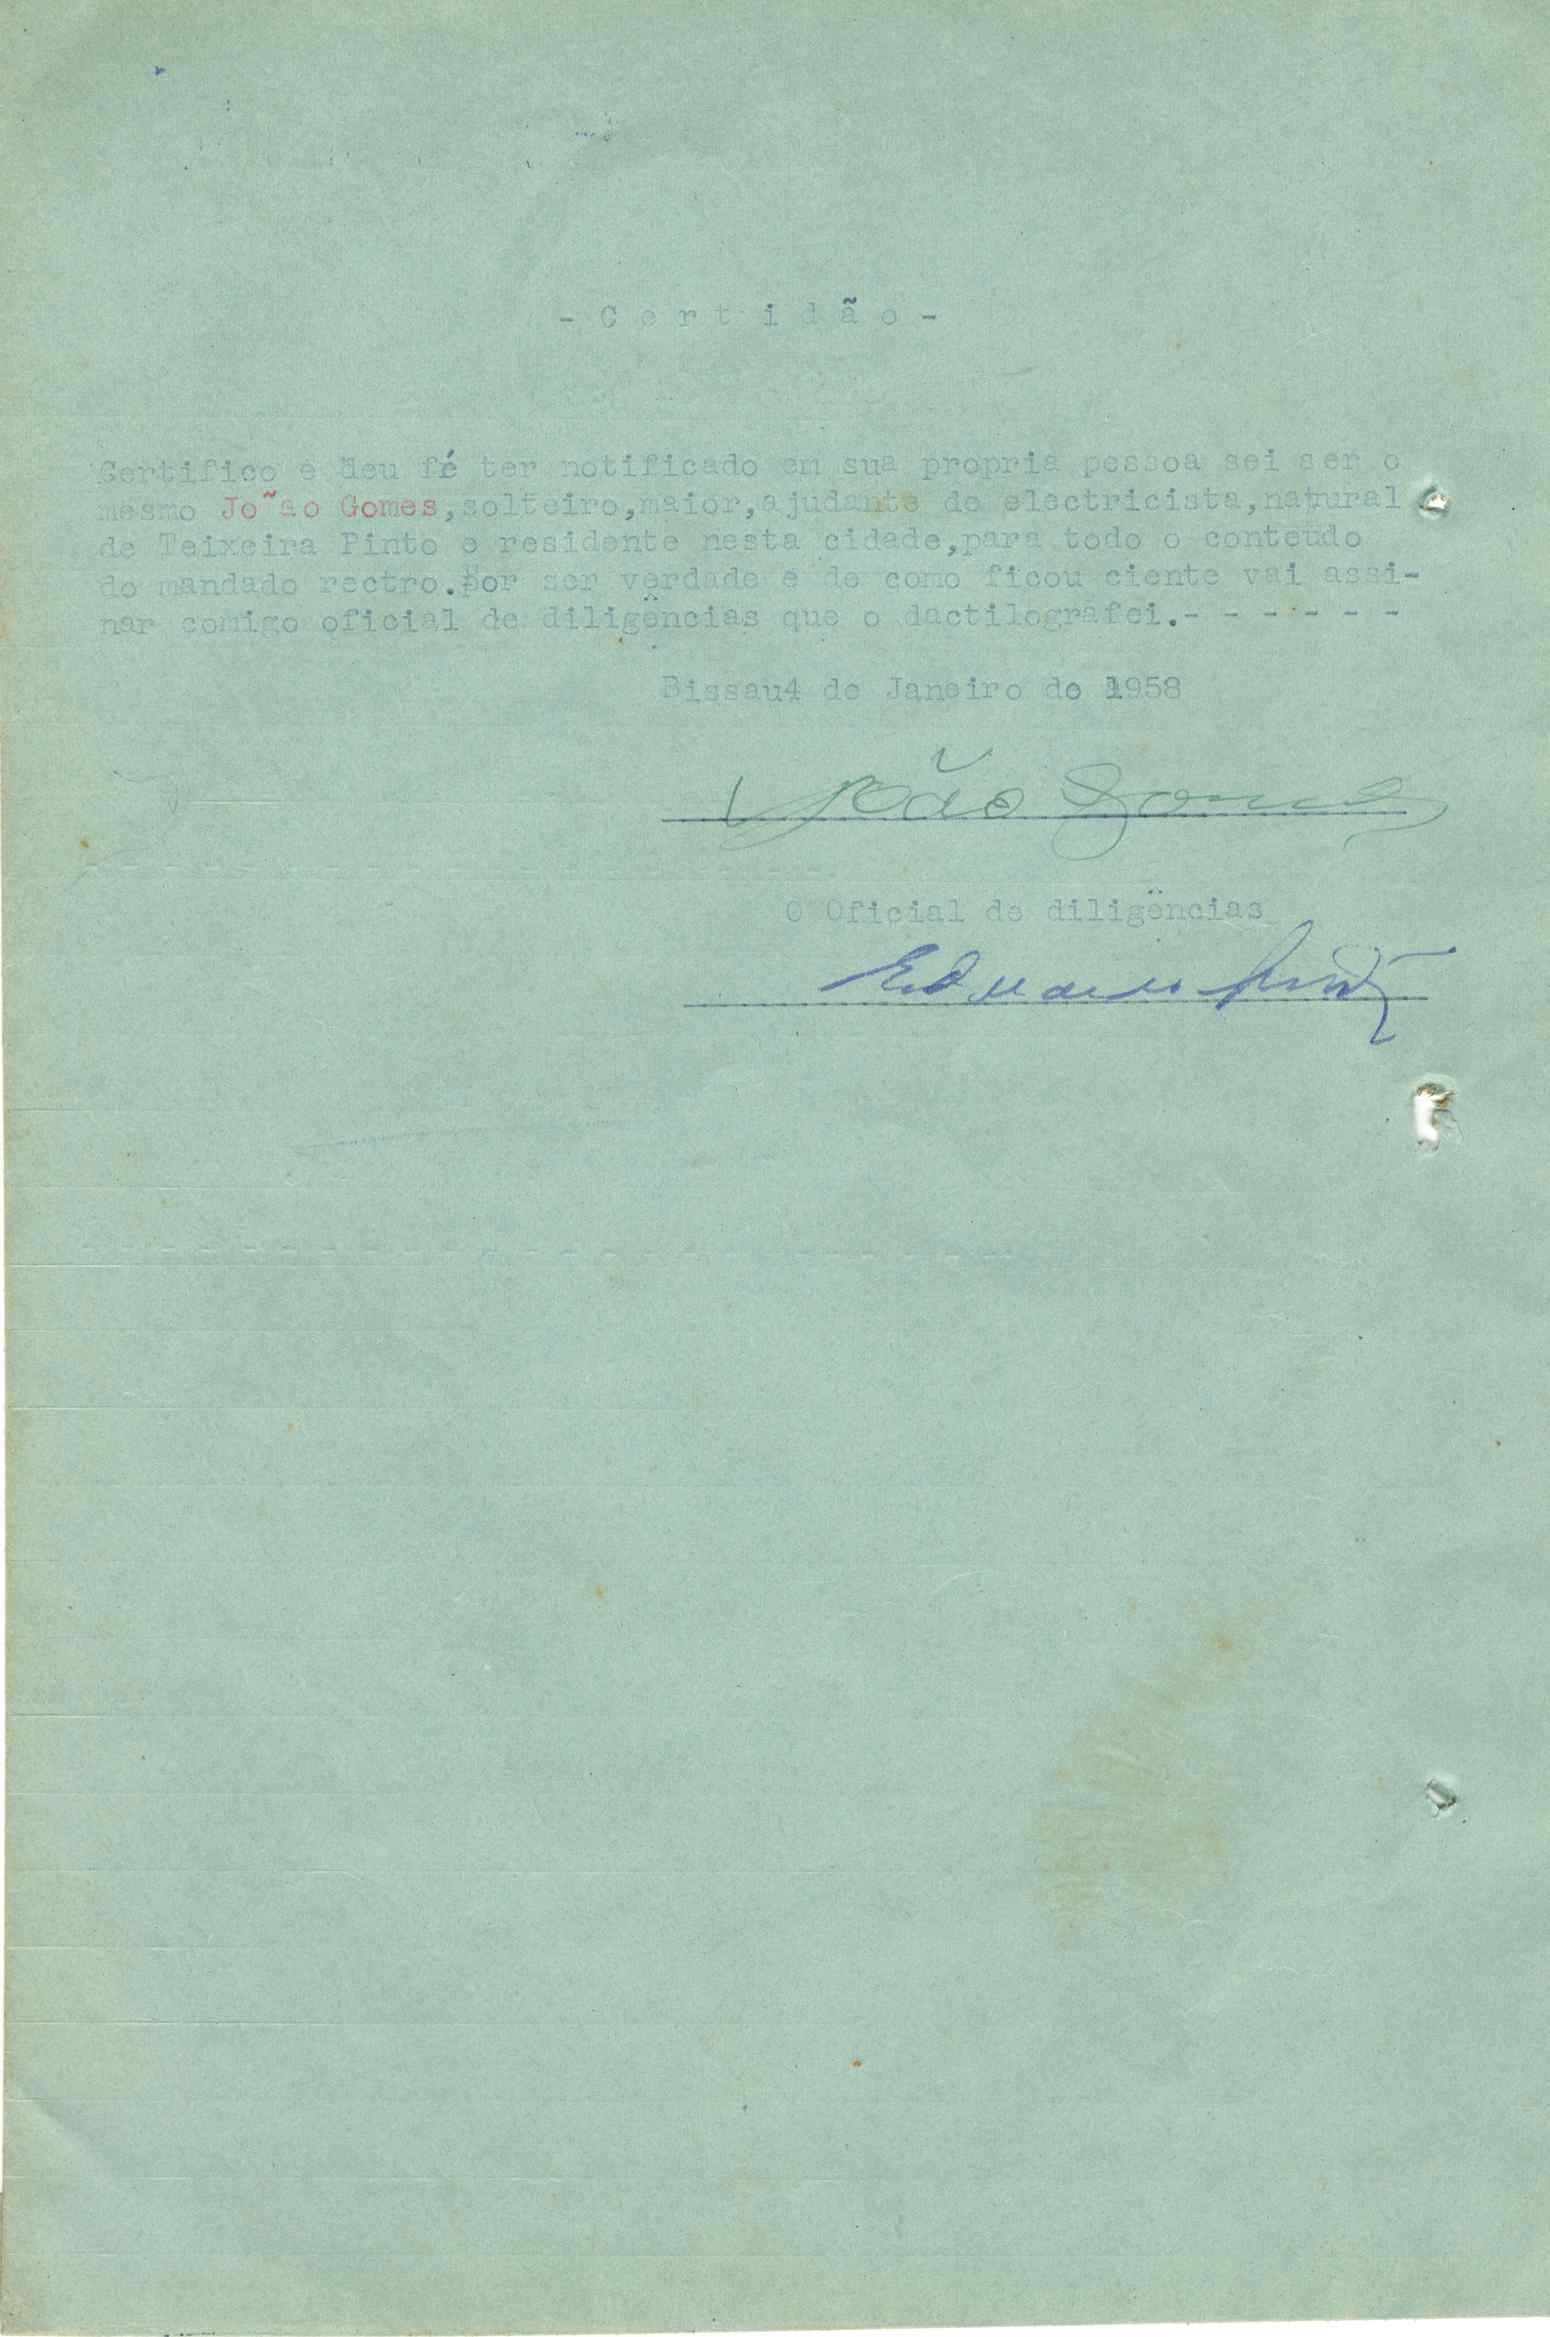 - C e r t i d ã o -
Certifico e deu fé ter notificado em sua propria pessoa sei ser o
mesmo Jo~ao Gomes,solteiro,maior,ajudante de electricista,natural
de Teixeira Pinto e residente nesta cidade,para todo o conteudo
do mandado rectro.Por ser verdade e de como ficou ciente vai assi-
nar comigo oficial de diligências que o dactilografei.- - - - - -
Bissau4 de Janeiro de 1958
João Gomes
O Oficial de diligências
Eduardo